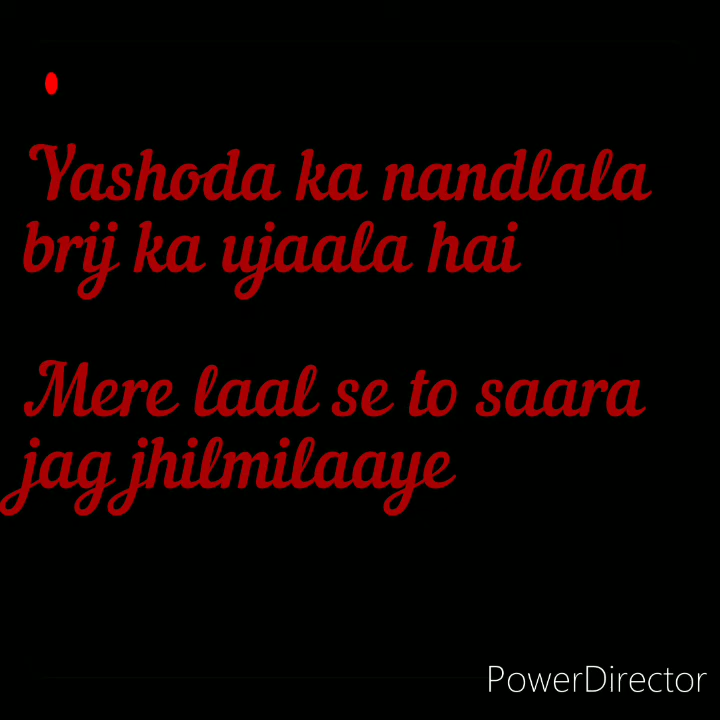 Yashoda ka nandlala
brij ka ujaala hai
Mere laal se to saara
jag jhilmilaaye
PowerDirector